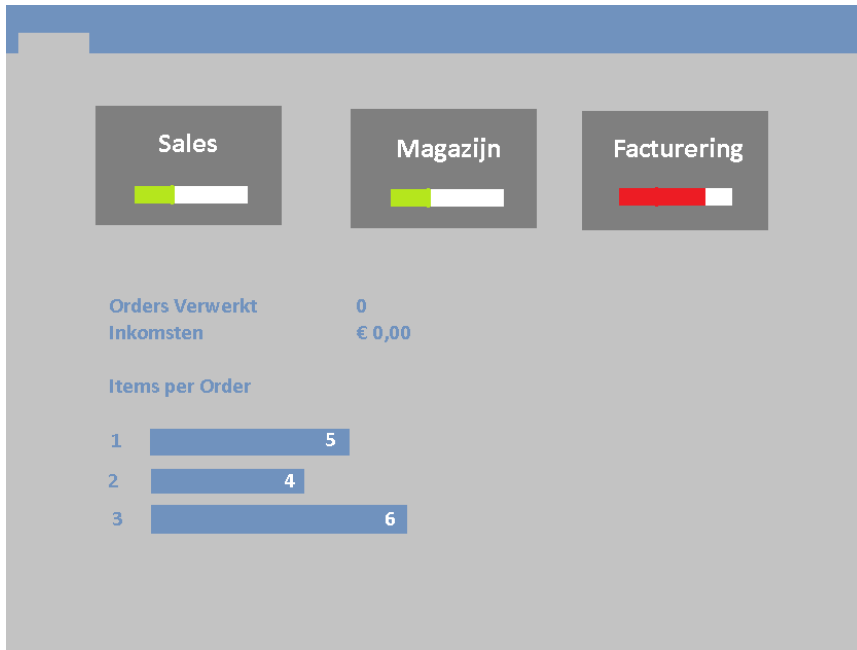 Sales
Magazijn
Facturering
Orders Verwerkt 0
Inkomsten € 0,00
Items per Order
1 5
2 4
3 6